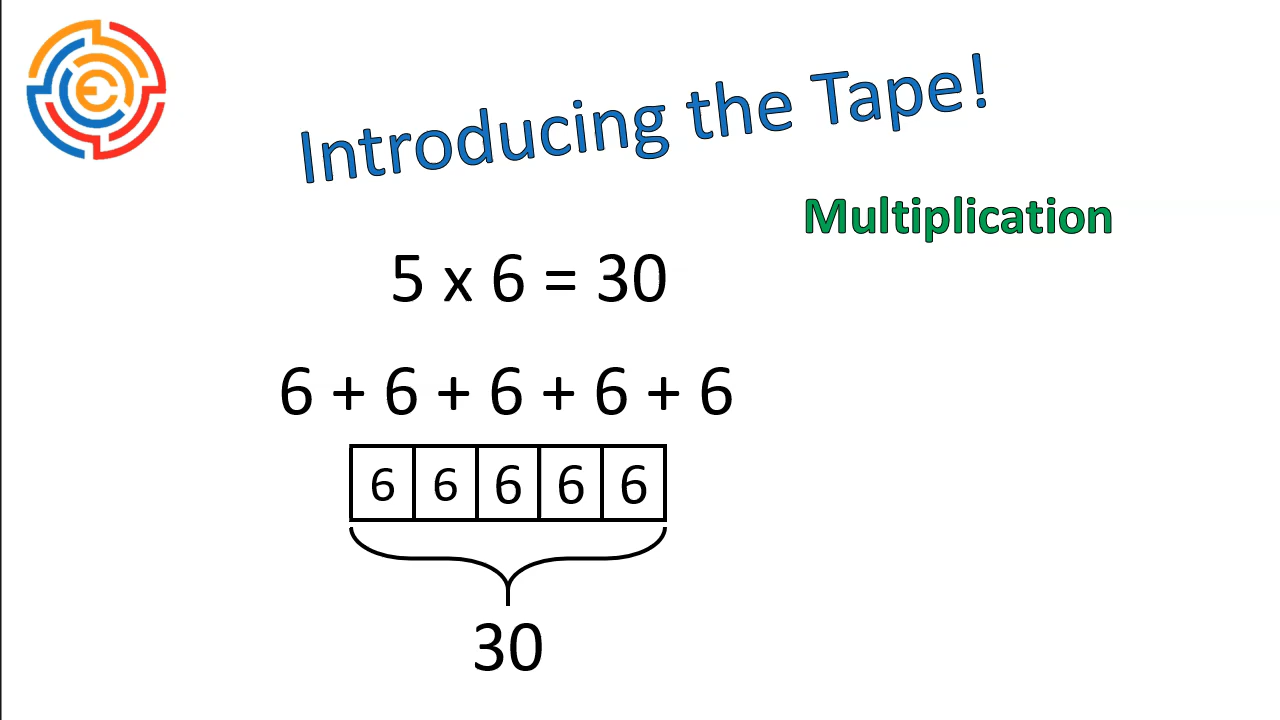 Introducing the Tape!
Multiplication
5 x 6 = 30
6 + 6 + 6 + 6 + 6
6 6 6 6 6
30